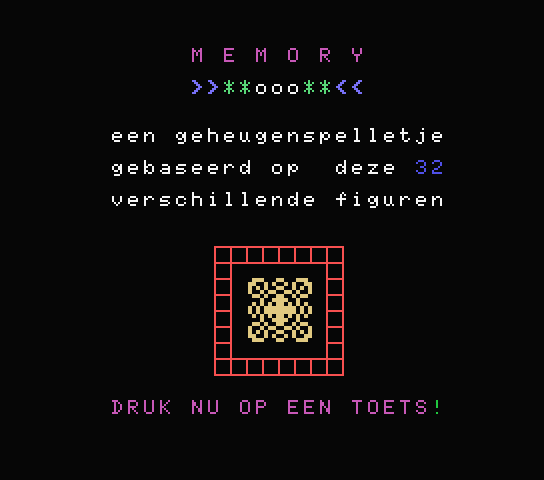 M E M O R Y
>>**ooo**<<
een geheugenspelletje
gebaseerd op  deze 32
verschillende figuren
DRUK NU OP EEN TOETS!